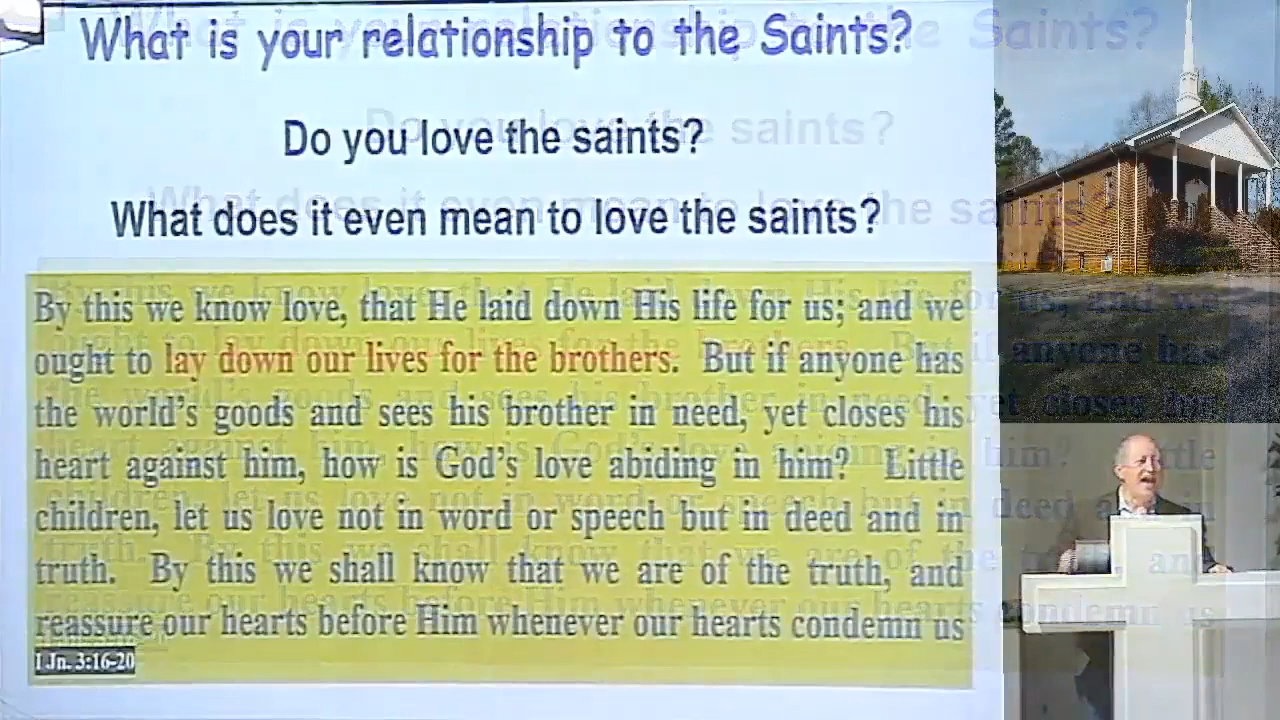 What is your relationship to the Saints?
Do you love the saints?
What does it even mean to love the saints?
By this we know love, that He laid down His life for us; and we
ought to lay down our lives for the brothers. But if anyone has
the world's goods and sees his brother in need, yet closes his
heart against him, how is God's love abiding in him? Little
children, let us love not in word or speech but in deed and in
truth. By this we shall know that we are of the truth, and
reassure our hearts before Him whenever our hearts condemn us
I Jn. 3:16-20